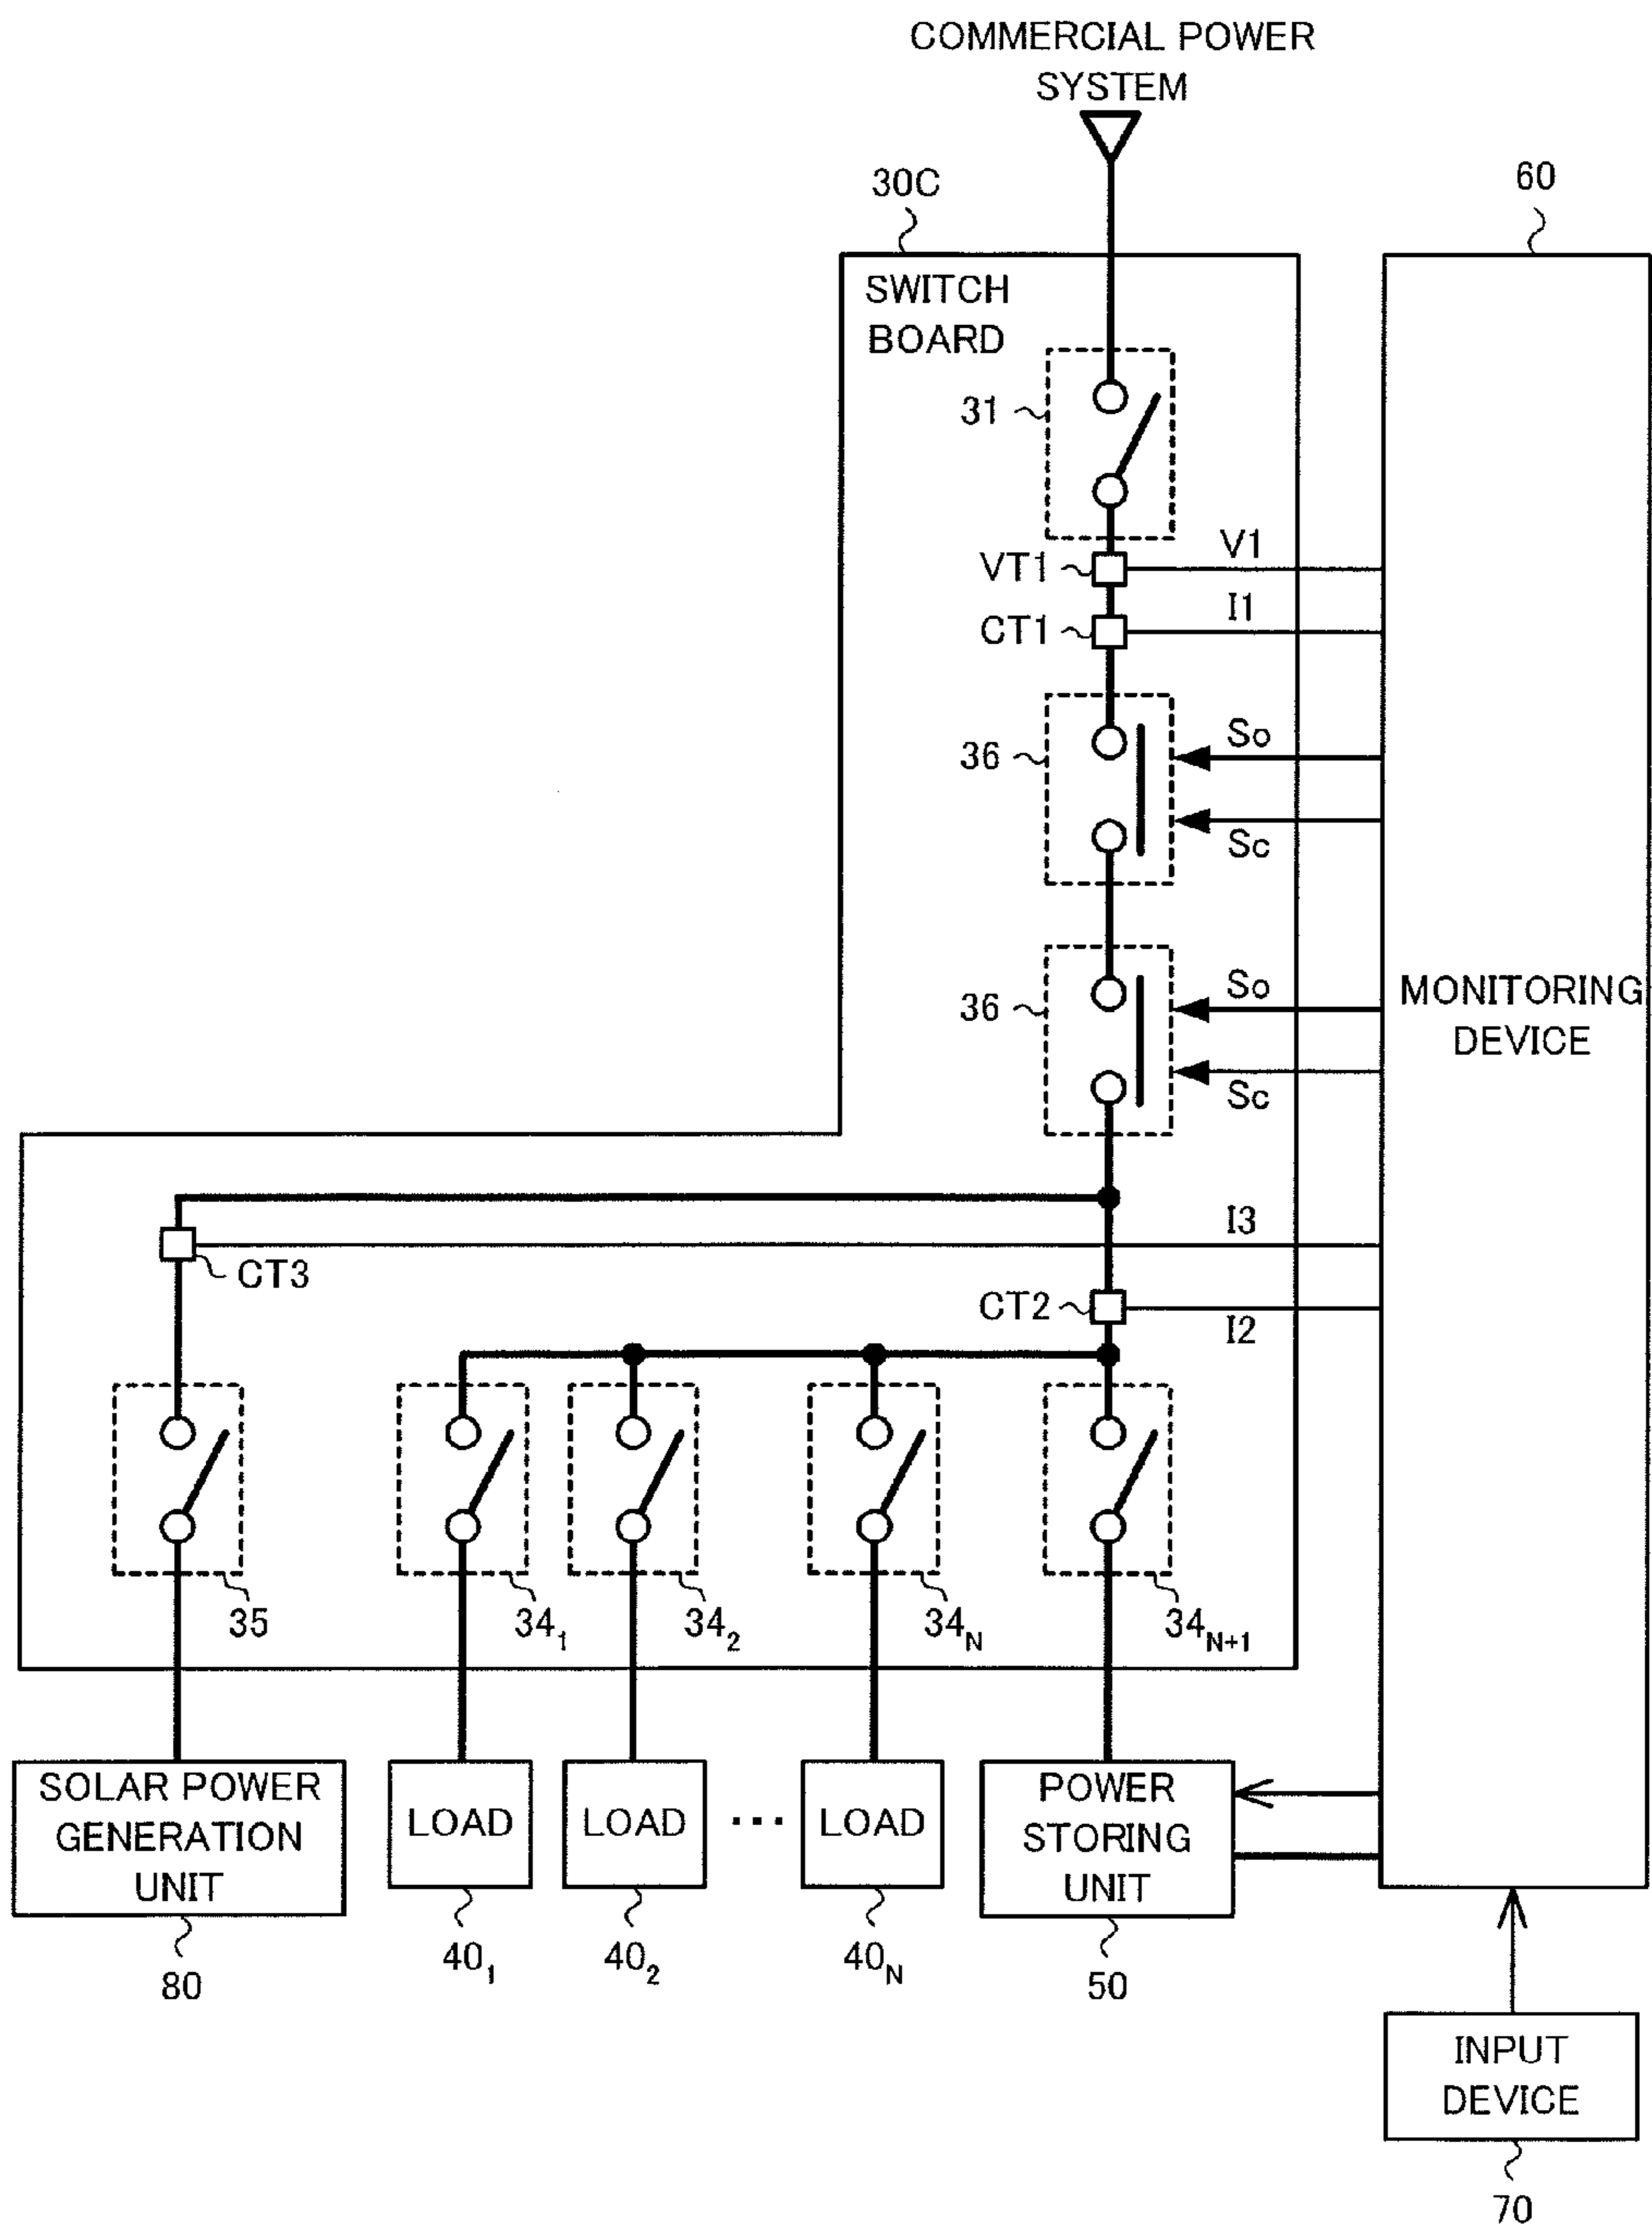 COMMERCIAL POWER
SYSTEM
30C
60
SWITCH
BOARD
31
VT1
V1
CT1
I1
36
So
Sc
36
So
Sc
MONITORING
DEVICE
I3
CT3
CT2
I2
35
34₁
34₂
34N
34N+1
SOLAR POWER
GENERATION
UNIT
LOAD
LOAD
...
LOAD
POWER
STORING
UNIT
80
40₁
40₂
40N
50
INPUT
DEVICE
70